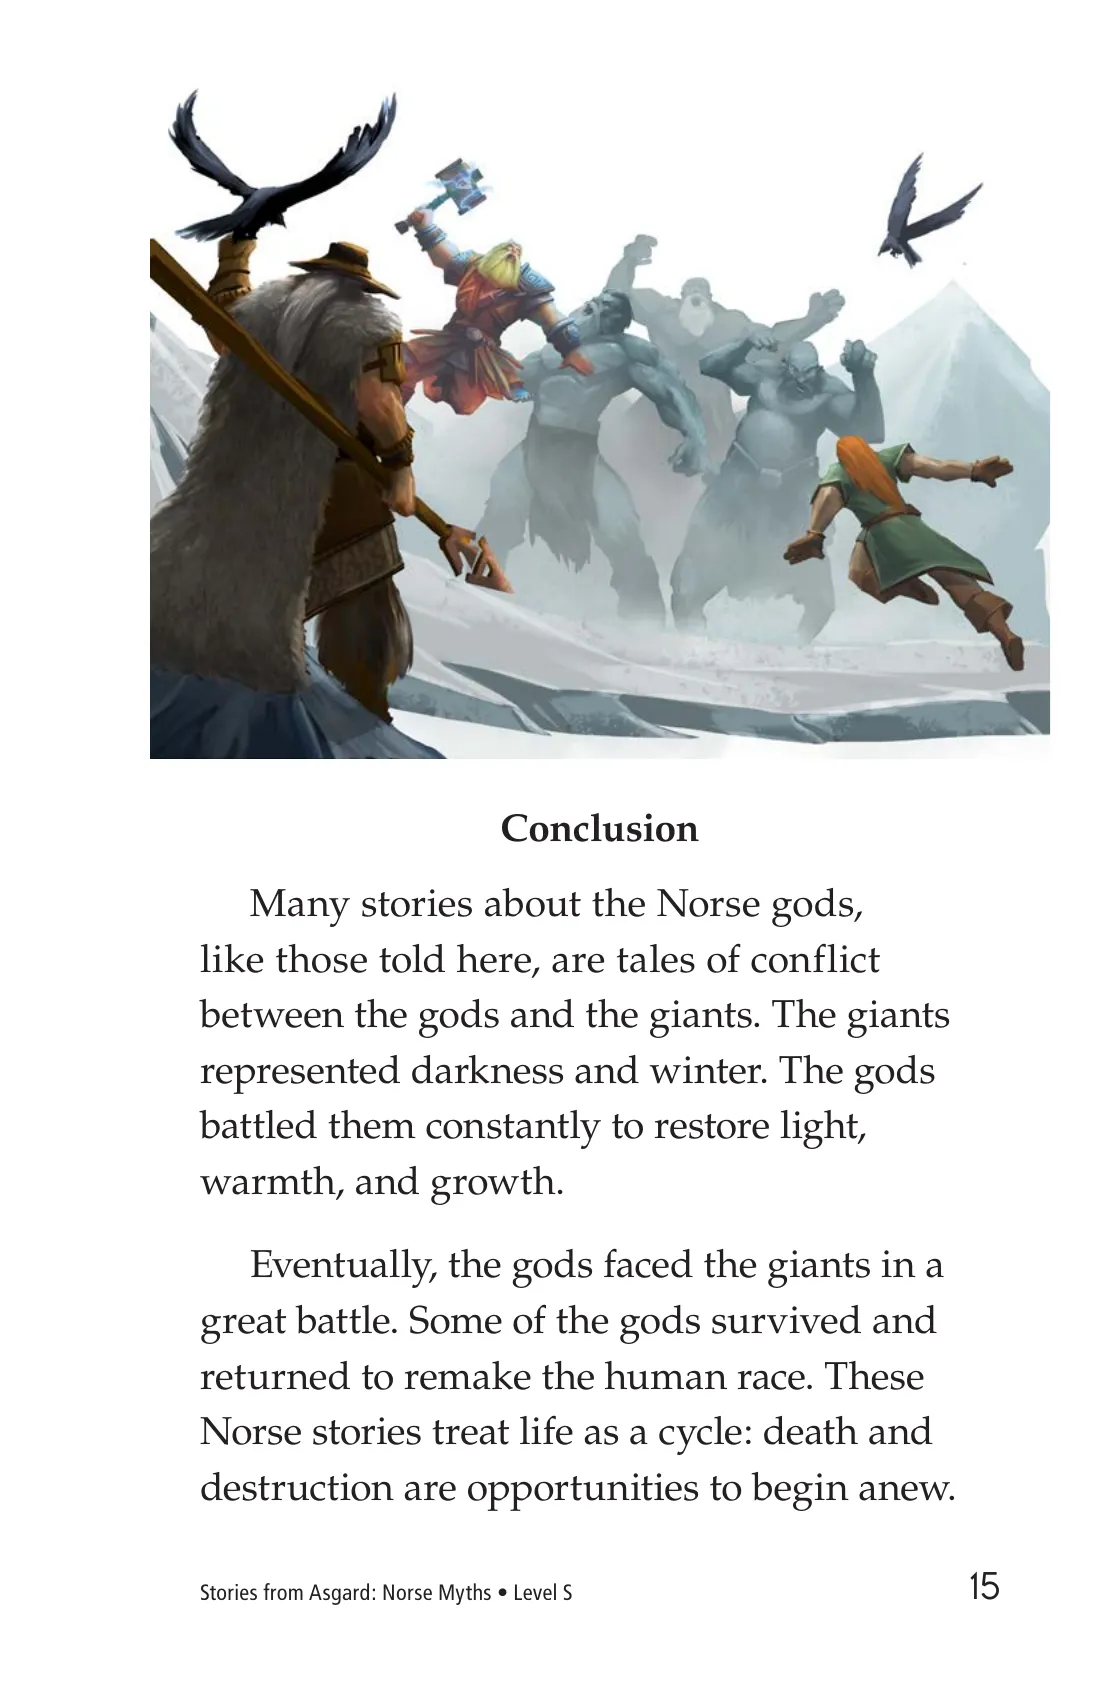 Conclusion
Many stories about the Norse gods,
like those told here, are tales of conflict
between the gods and the giants. The giants
represented darkness and winter. The gods
battled them constantly to restore light,
warmth, and growth.
Eventually, the gods faced the giants in a
great battle. Some of the gods survived and
returned to remake the human race. These
Norse stories treat life as a cycle: death and
destruction are opportunities to begin anew.
Stories from Asgard: Norse Myths • Level S
15